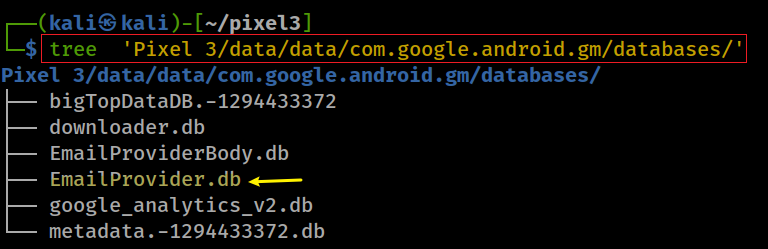 ┌──(kali㉿kali)-[~/pixel3]
└─$ tree  'Pixel 3/data/data/com.google.android.gm/databases/'
Pixel 3/data/data/com.google.android.gm/databases/
├── bigTopDataDB.-1294433372
├── downloader.db
├── EmailProviderBody.db
├── EmailProvider.db
├── google_analytics_v2.db
├── metadata.-1294433372.db